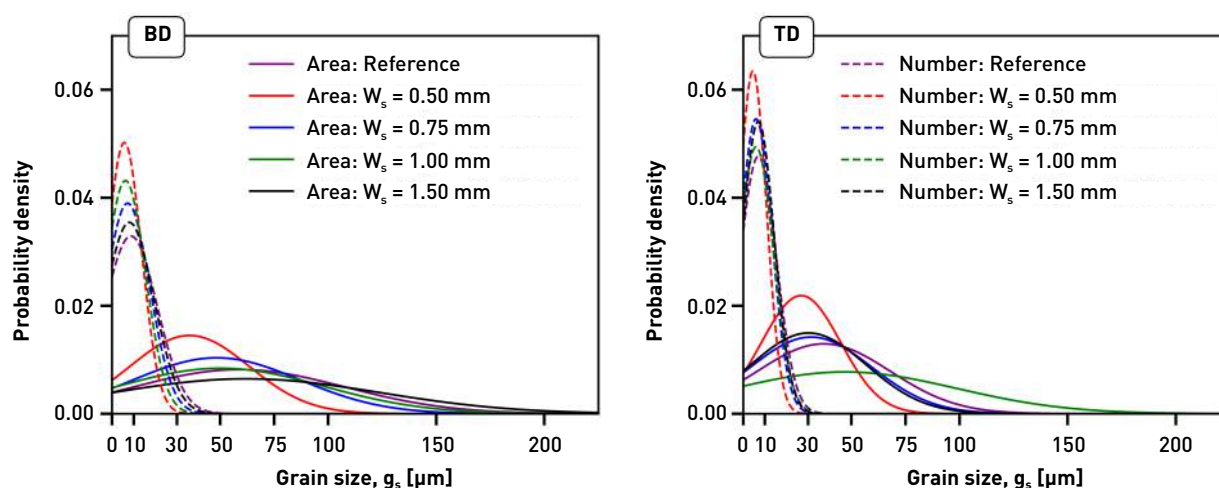 BD
Area: Reference
Area: Wₛ = 0.50 mm
Area: Wₛ = 0.75 mm
Area: Wₛ = 1.00 mm
Area: Wₛ = 1.50 mm
Probability density
0.06
0.04
0.02
0.00
0 10 30 50 75 100 150 200
Grain size, gₛ [µm]
TD
Number: Reference
Number: Wₛ = 0.50 mm
Number: Wₛ = 0.75 mm
Number: Wₛ = 1.00 mm
Number: Wₛ = 1.50 mm
Probability density
0.06
0.04
0.02
0.00
0 10 30 50 75 100 150 200
Grain size, gₛ [µm]